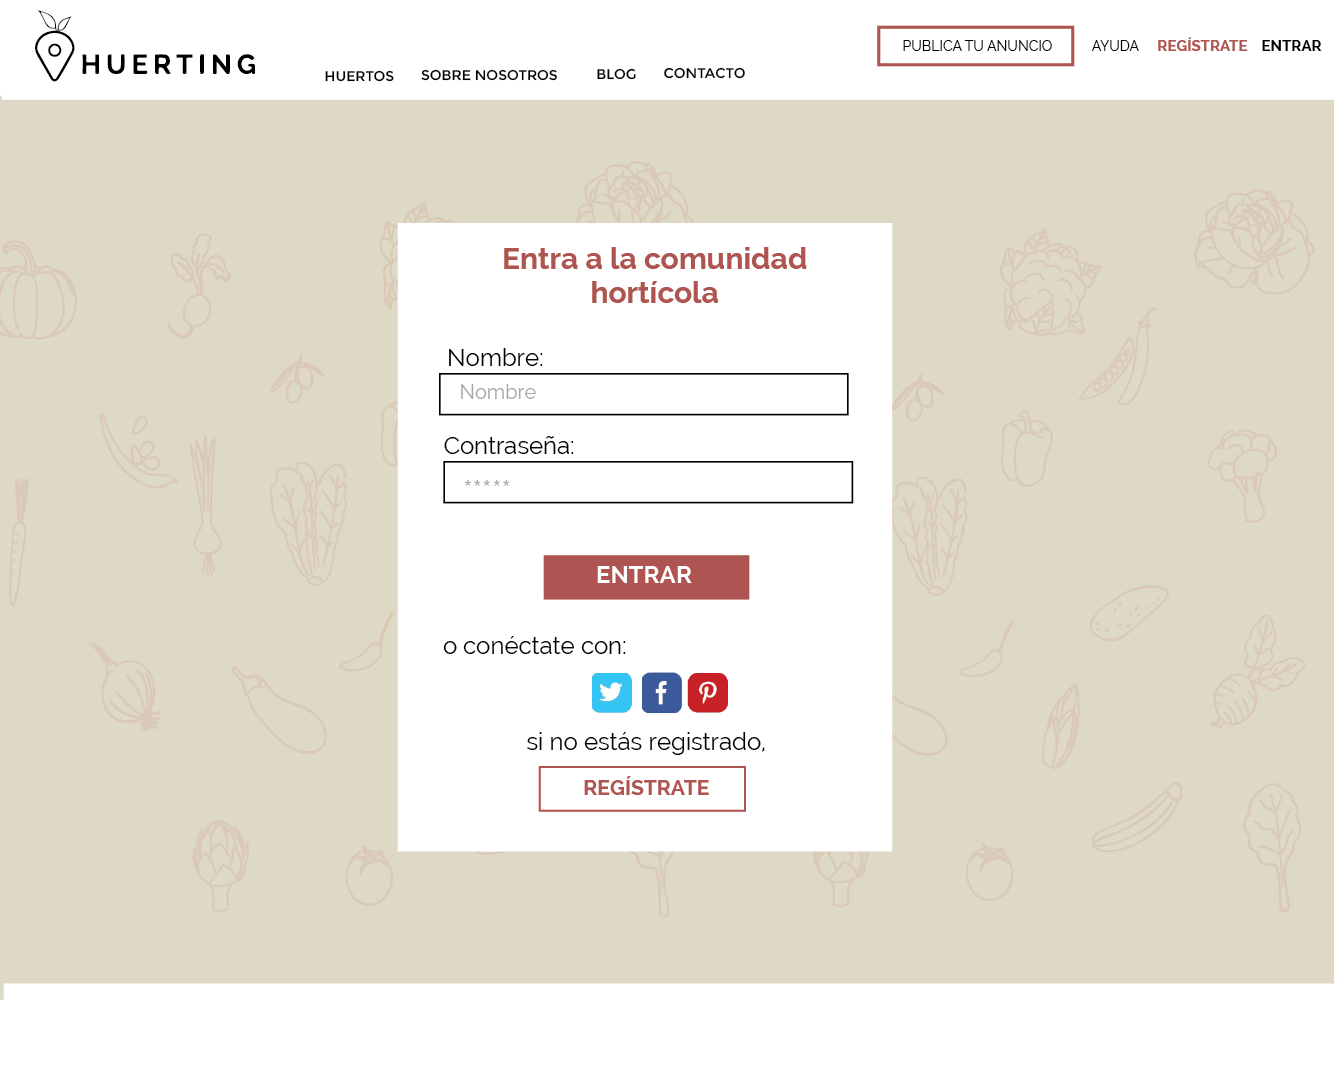 HUERTING
HUERTOS SOBRE NOSOTROS BLOG CONTACTO
PUBLICA TU ANUNCIO AYUDA REGÍSTRATE ENTRAR
Entra a la comunidad
hortícola
Nombre:
Nombre
Contraseña:
*****
ENTRAR
o conéctate con:
si no estás registrado,
REGÍSTRATE